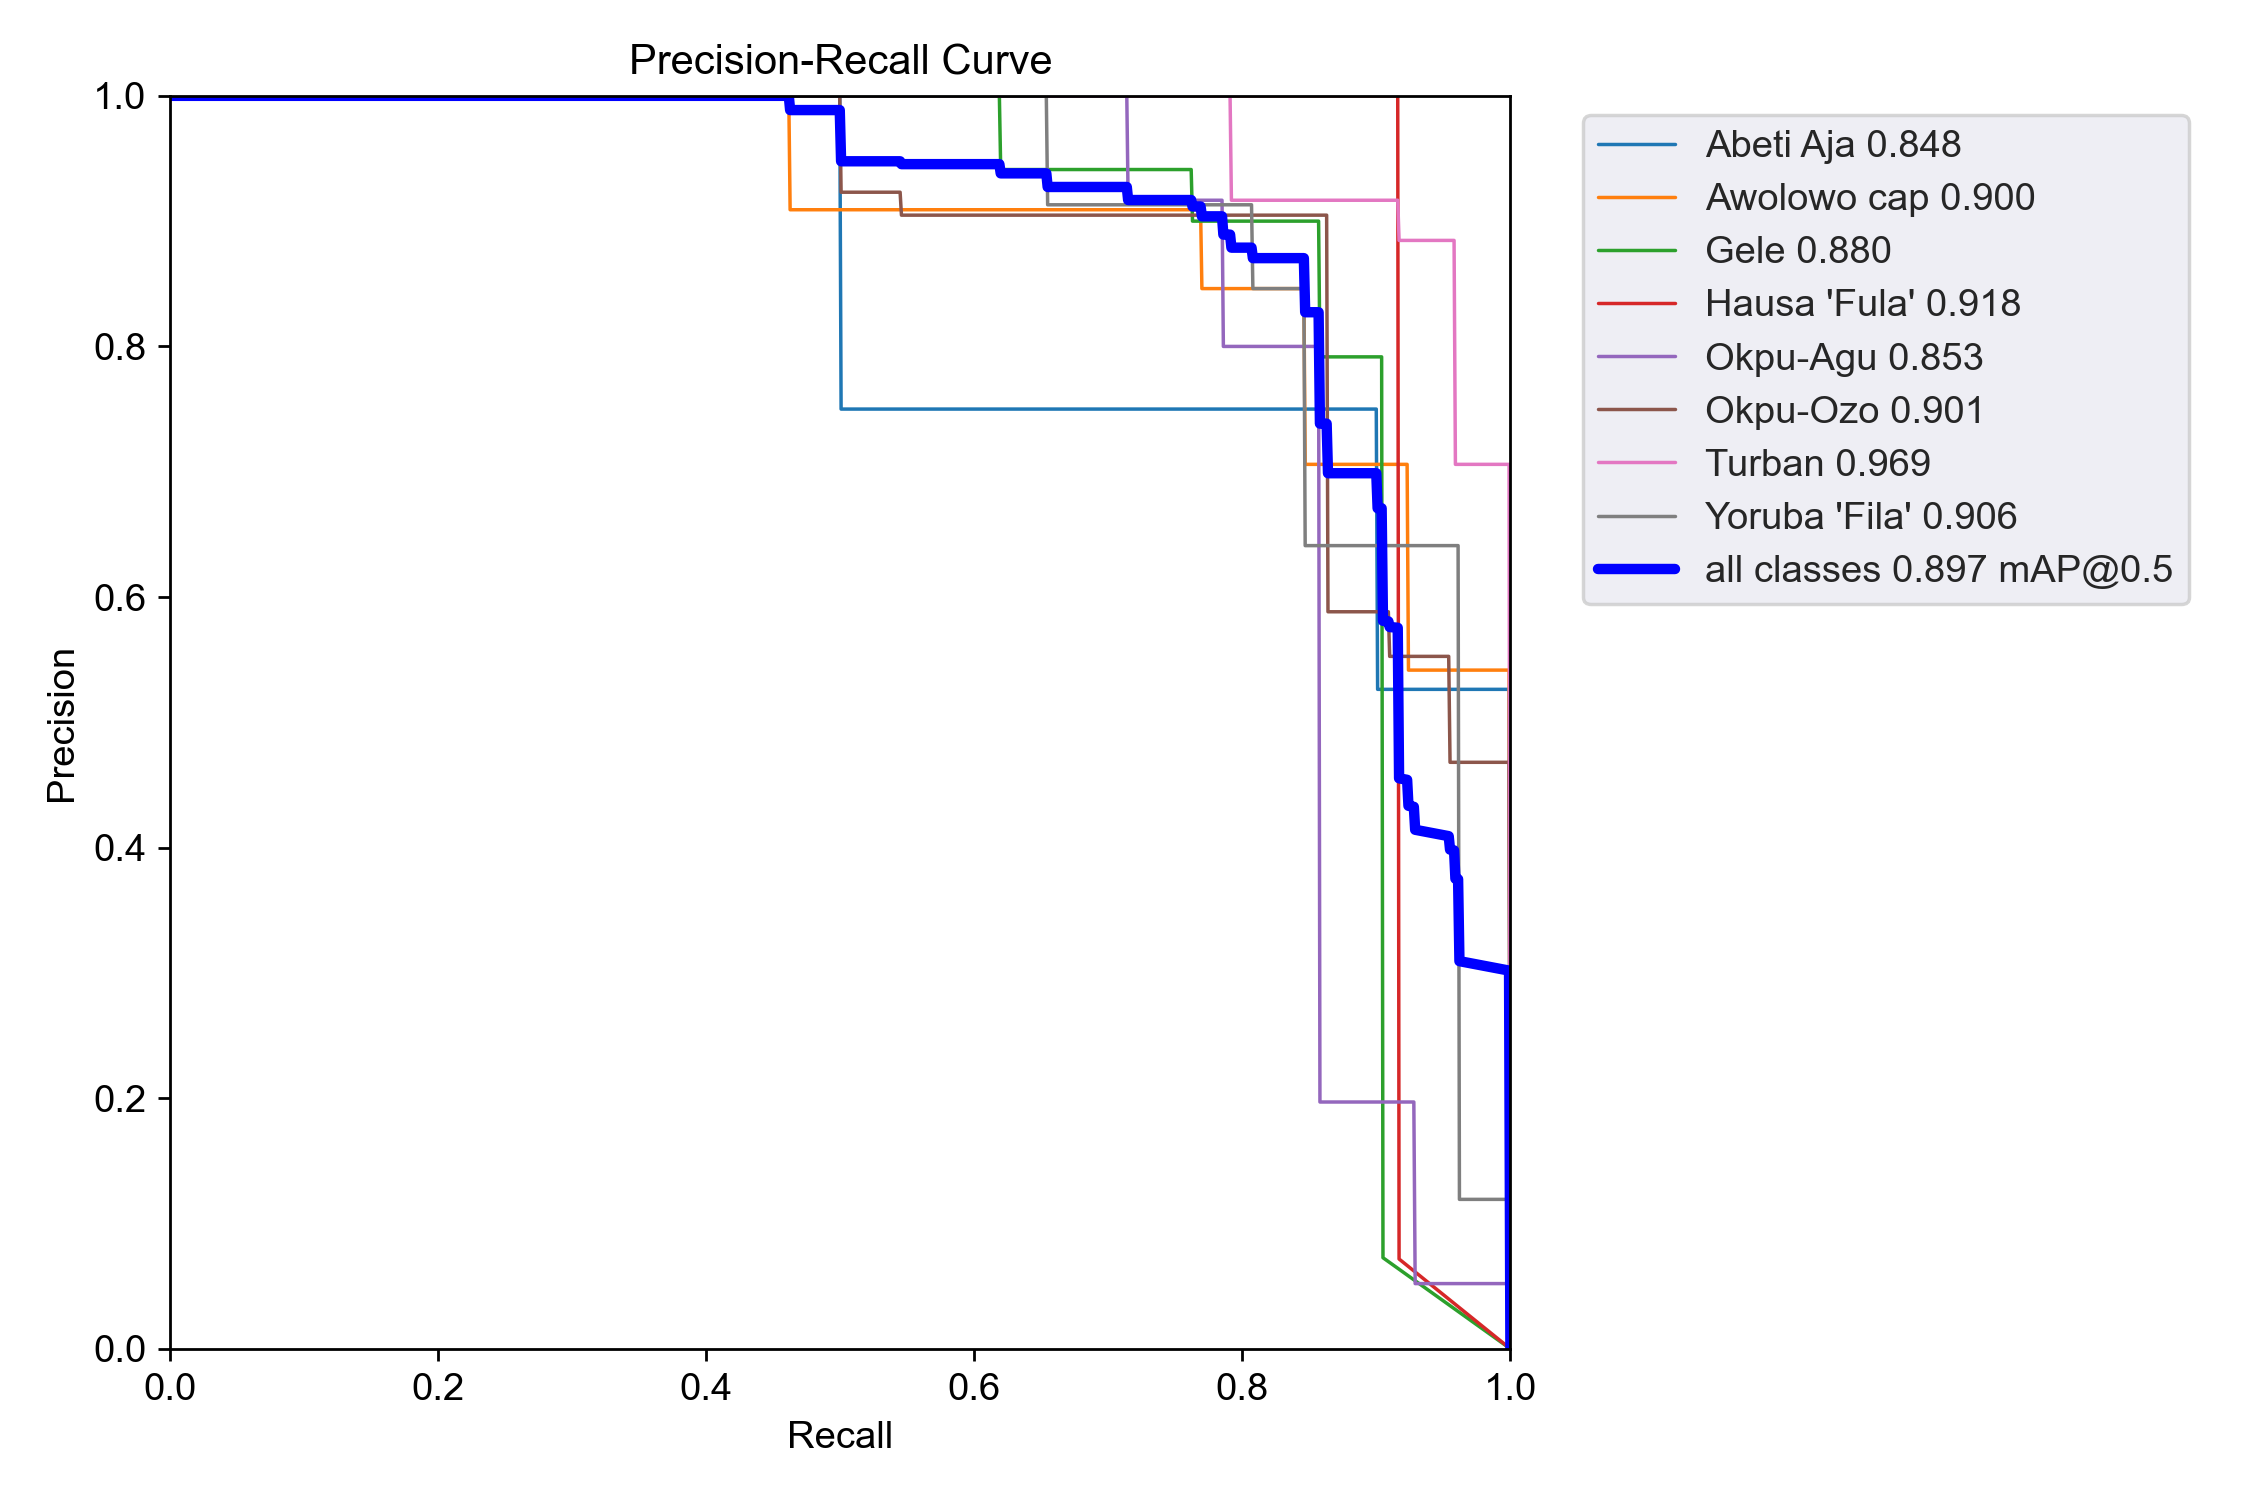 Precision-Recall Curve
1.0
0.8
0.6
0.4
0.2
0.0
Precision
0.0 0.2 0.4 0.6 0.8 1.0
Recall
Abeti Aja 0.848
Awolowo cap 0.900
Gele 0.880
Hausa 'Fula' 0.918
Okpu-Agu 0.853
Okpu-Ozo 0.901
Turban 0.969
Yoruba 'Fila' 0.906
all classes 0.897 mAP@0.5